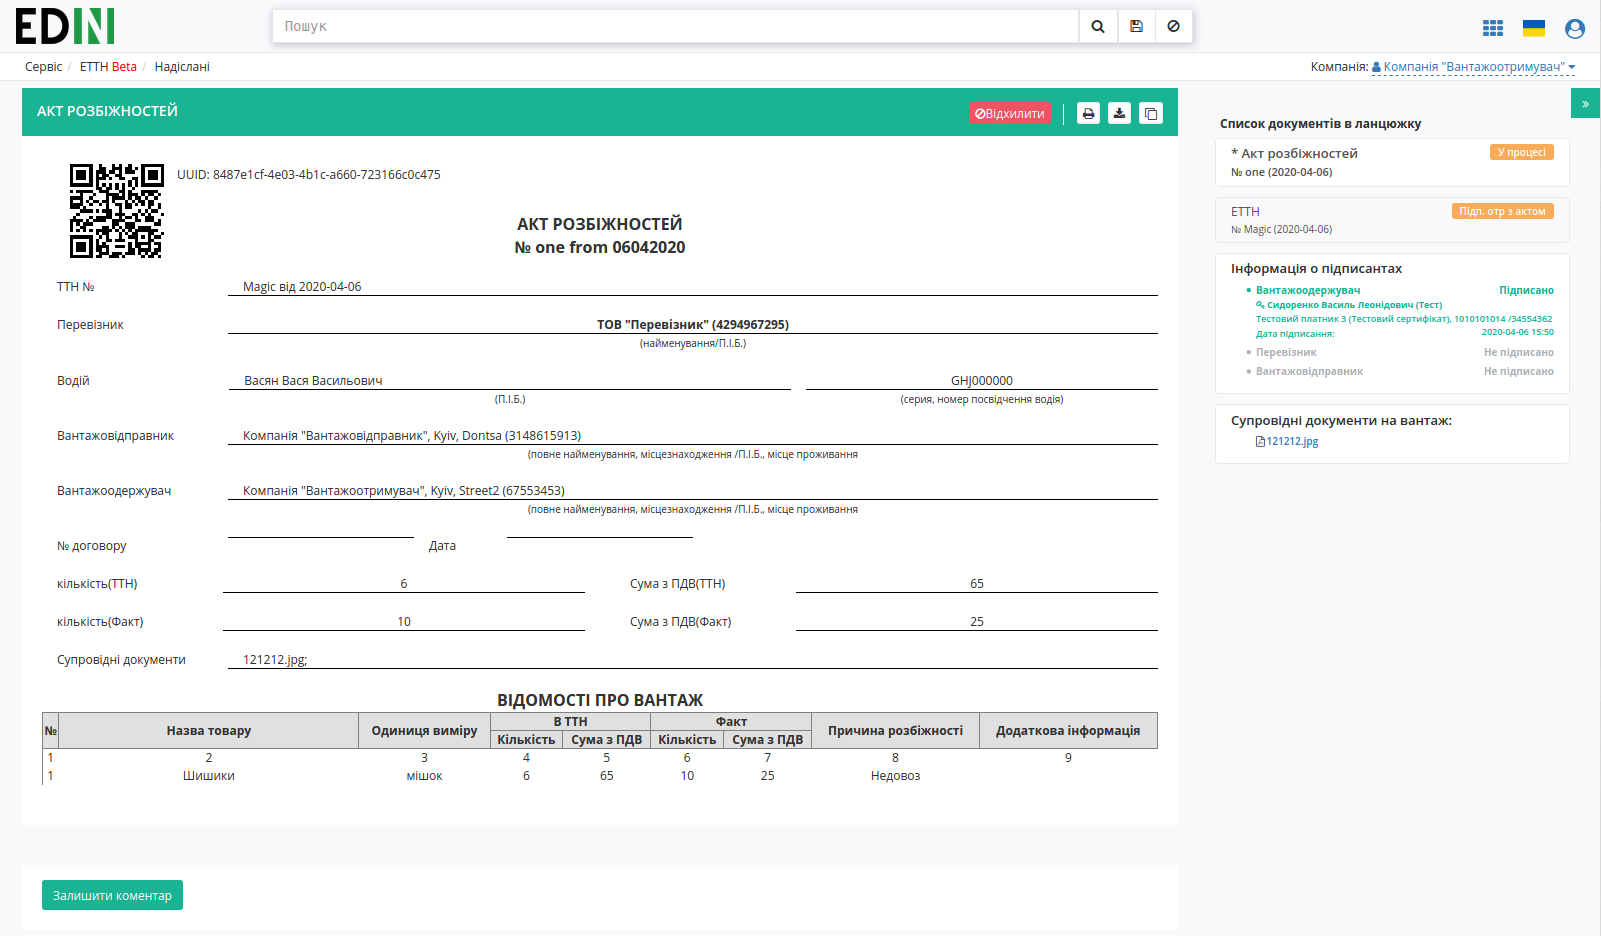 EDIN
Пошук
Сервіс / ЕТТН Beta / Надіслані
Компанія: Компанія "Вантажоотримувач"
АКТ РОЗБІЖНОСТЕЙ
Відхилити
»
UUID: 8487e1cf-4e03-4b1c-a660-723166c0c475
АКТ РОЗБІЖНОСТЕЙ
№ one from 06042020
ТТН № Magic від 2020-04-06
Перевізник ТОВ "Перевізник" (4294967295)
(найменування/П.І.Б.)
Водій Васян Вася Васильович GHJ000000
(П.І.Б.) (серия, номер посвідчення водія)
Вантажовідправник Компанія "Вантажовідправник", Kyiv, Dontsa (3148615913)
(повне найменування, місцезнаходження /П.І.Б., місце проживання
Вантажоодержувач Компанія "Вантажоотримувач", Kyiv, Street2 (67553453)
(повне найменування, місцезнаходження /П.І.Б., місце проживання
№ договору Дата
кількість(ТТН) 6 Сума з ПДВ(ТТН) 65
кількість(Факт) 10 Сума з ПДВ(Факт) 25
Супровідні документи 121212.jpg;
ВІДОМОСТІ ПРО ВАНТАЖ
№ Назва товару Одиниця виміру В ТТН Факт Причина розбіжності Додаткова інформація
Кількість Сума з ПДВ Кількість Сума з ПДВ
1 2 3 4 5 6 7 8 9
1 Шишики мішок 6 65 10 25 Недовоз
Залишити коментар
Список документів в ланцюжку
* Акт розбіжностей У процесі
№ one (2020-04-06)
ЕТТН Підп. отр з актом
№ Magic (2020-04-06)
Інформація о підписантах
Вантажоодержувач Підписано
Сидоренко Василь Леонідович (Тест)
Тестовий платник 3 (Тестовий сертифікат), 1010101014 /34554362
Дата підписання: 2020-04-06 15:50
Перевізник Не підписано
Вантажовідправник Не підписано
Супровідні документи на вантаж:
121212.jpg